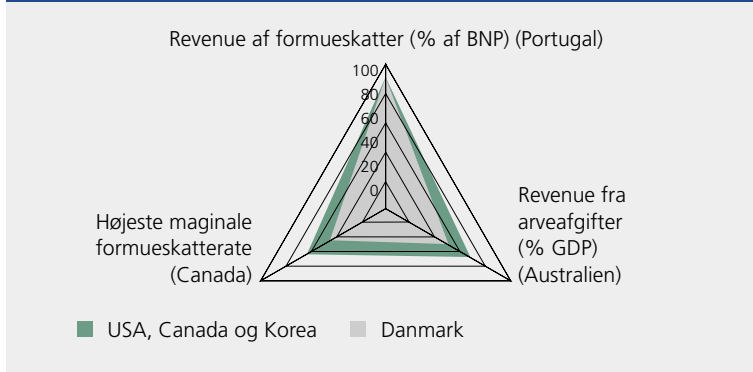 Revenue af formueskatter (% af BNP) (Portugal)
100
80
60
40
20
0
Højeste maginale
formueskatterate
(Canada)
Revenue fra
arveafgifter
(% GDP)
(Australien)
USA, Canada og Korea
Danmark